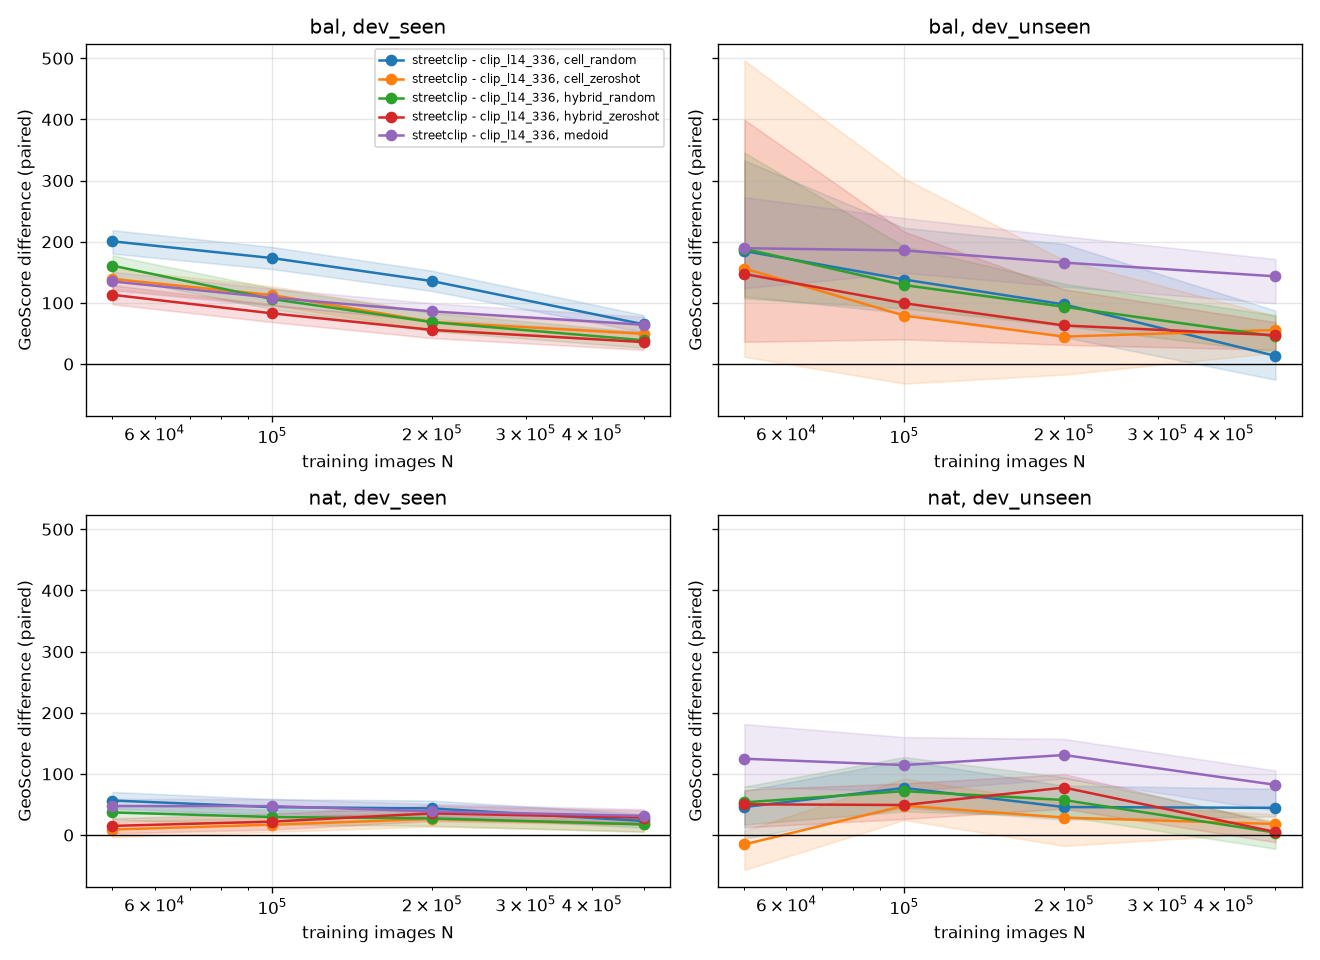 bal, dev_seen
bal, dev_unseen
500
400
300
200
100
0
GeoScore difference (paired)
streetclip - clip_l14_336, cell_random
streetclip - clip_l14_336, cell_zeroshot
streetclip - clip_l14_336, hybrid_random
streetclip - clip_l14_336, hybrid_zeroshot
streetclip - clip_l14_336, medoid
GeoScore difference (paired)
6 × 10⁴ 10⁵ 2 × 10⁵ 3 × 10⁵ 4 × 10⁵
training images N
6 × 10⁴ 10⁵ 2 × 10⁵ 3 × 10⁵ 4 × 10⁵
training images N
nat, dev_seen
nat, dev_unseen
500
400
300
200
100
0
GeoScore difference (paired)
GeoScore difference (paired)
6 × 10⁴ 10⁵ 2 × 10⁵ 3 × 10⁵ 4 × 10⁵
training images N
6 × 10⁴ 10⁵ 2 × 10⁵ 3 × 10⁵ 4 × 10⁵
training images N